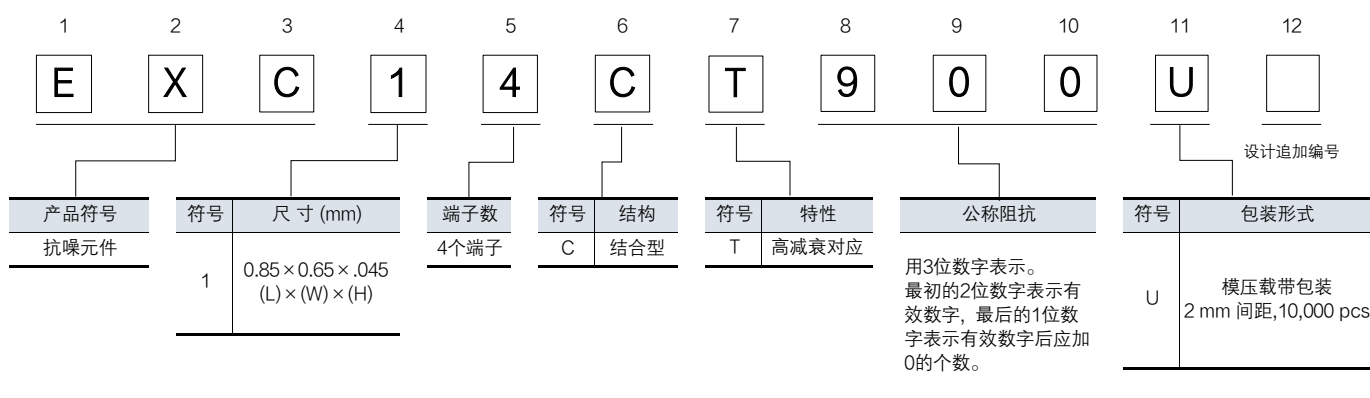 1 2 3 4 5 6 7 8 9 10 11 12
E X C 1 4 C T 9 0 0 U
设计追加编号
产品符号
抗噪元件
符号 尺 寸 (mm)
1
0.85×0.65×.045
(L)×(W)×(H)
端子数
4个端子
符号 结构
C 结合型
符号 特性
T 高减衰对应
公称阻抗
用3位数字表示。
最初的2位数字表示有
效数字，最后的1位数
字表示有效数字后应加
0的个数。
符号 包装形式
U
模压载带包装
2 mm 间距,10,000 pcs